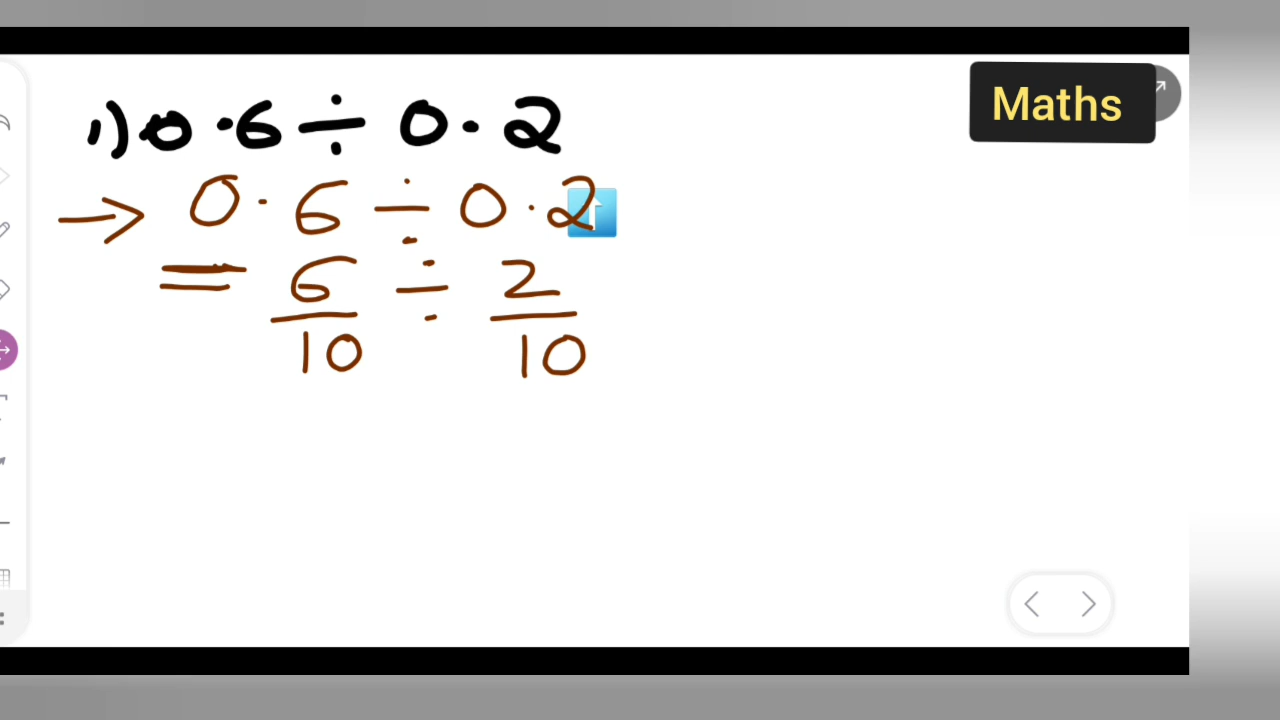 Maths
1) 0.6 ÷ 0.2
→ 0.6 ÷ 0.2
= 6/10 ÷ 2/10